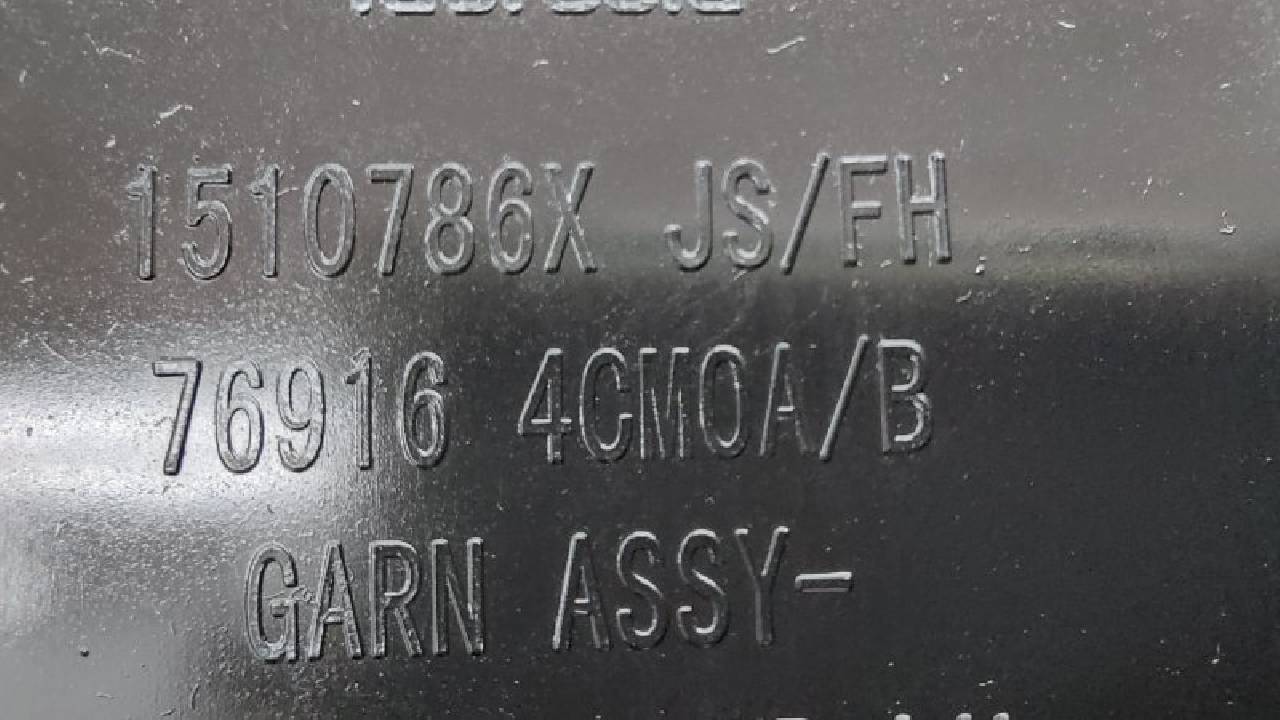 1510786X JS/FH
76916 4CM0A/B
GARN ASSY-